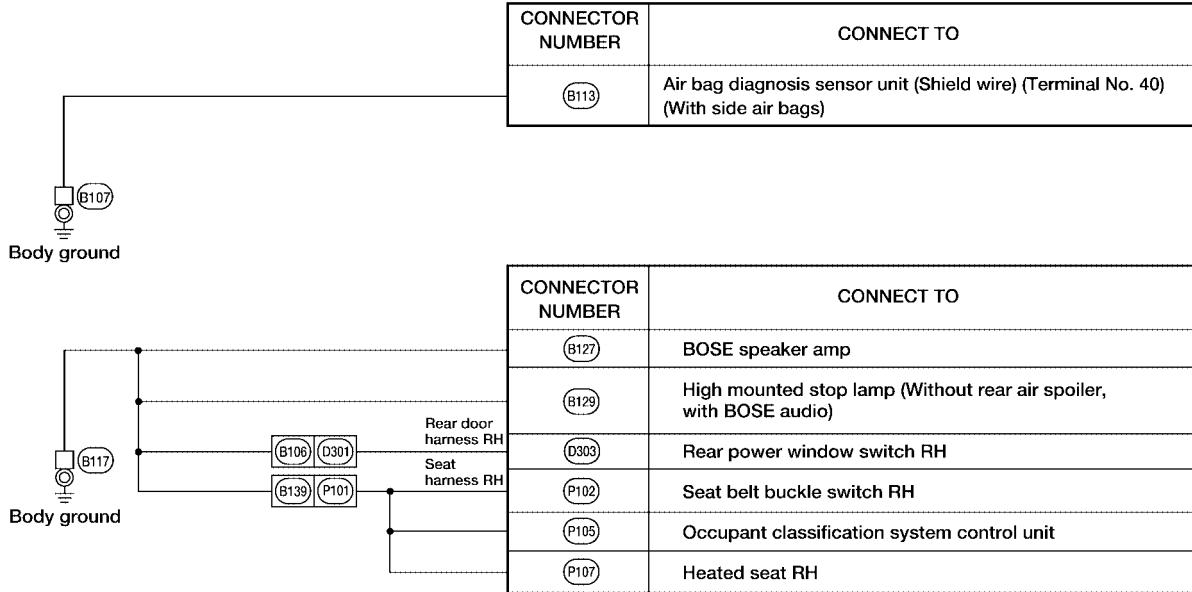 CONNECTOR
NUMBER
CONNECT TO
B113
Air bag diagnosis sensor unit (Shield wire) (Terminal No. 40)
(With side air bags)
B107
Body ground
CONNECTOR
NUMBER
CONNECT TO
B127
BOSE speaker amp
B129
High mounted stop lamp (Without rear air spoiler,
with BOSE audio)
Rear door
harness RH
B106 D301
D303
Rear power window switch RH
B117
Body ground
Seat
harness RH
B139 P101
P102
Seat belt buckle switch RH
P105
Occupant classification system control unit
P107
Heated seat RH